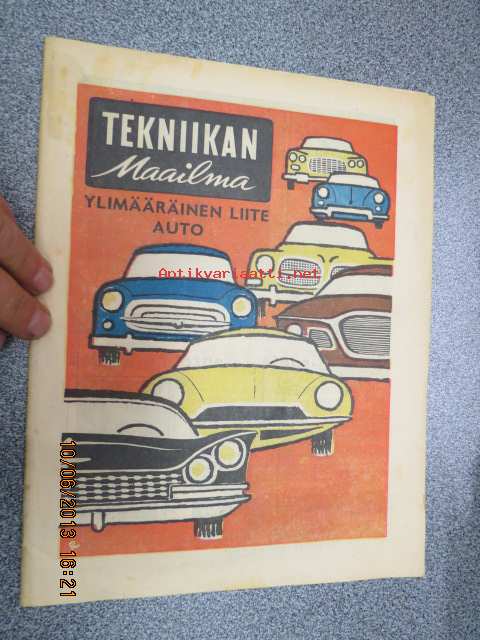 TEKNIIKAN
Maailma
YLIMÄÄRÄINEN LIITE
AUTO
Antikvariaatti.net
10/06/2013 16:21